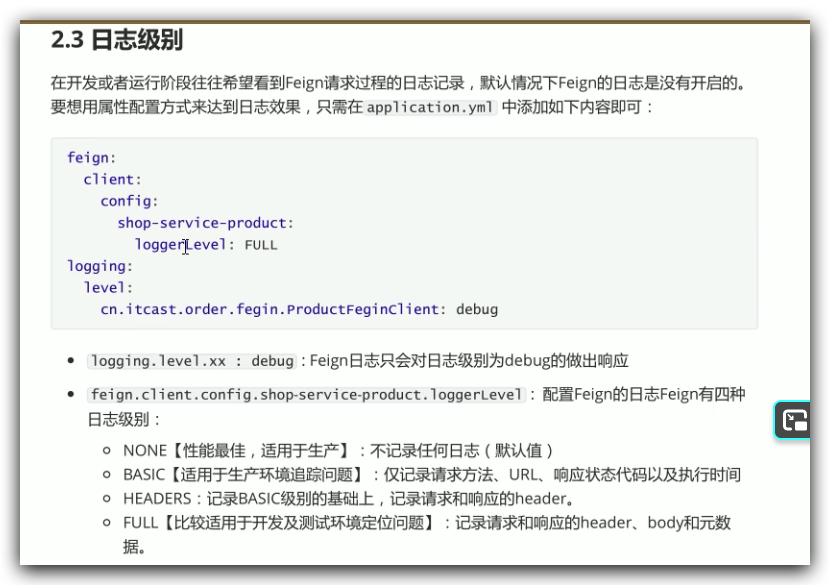 2.3 日志级别
在开发或者运行阶段往往希望看到Feign请求过程的日志记录，默认情况下Feign的日志是没有开启的。
要想用属性配置方式来达到日志效果，只需在 application.yml 中添加如下内容即可：
feign:
  client:
    config:
      shop-service-product:
        loggerLevel: FULL
logging:
  level:
    cn.itcast.order.fegin.ProductFeginClient: debug
• logging.level.xx : debug : Feign日志只会对日志级别为debug的做出响应
• feign.client.config.shop-service-product.loggerLevel : 配置Feign的日志Feign有四种
日志级别：
○ NONE【性能最佳，适用于生产】：不记录任何日志（默认值）
○ BASIC【适用于生产环境追踪问题】：仅记录请求方法、URL、响应状态代码以及执行时间
○ HEADERS：记录BASIC级别的基础上，记录请求和响应的header。
○ FULL【比较适用于开发及测试环境定位问题】：记录请求和响应的header、body和元数
据。